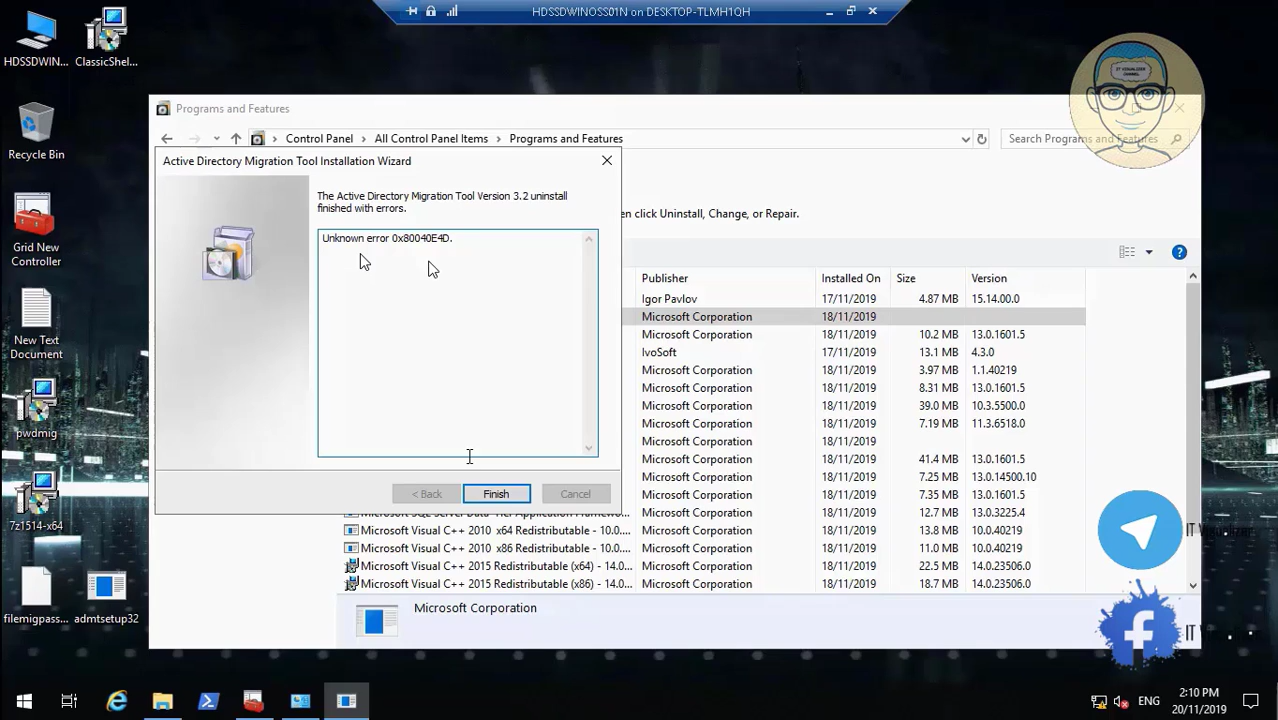 HDSSDWINOSS01N on DESKTOP-TLMH1QH
HDSSDWIN...
ClassicShel...
Recycle Bin
Grid New
Controller
New Text
Document
pwdmig
7z1514-x64
filemigpass...
admtsetup32
IT VISUALIZER
CHANNEL
Programs and Features
Control Panel
All Control Panel Items
Programs and Features
Search Programs and Features
Active Directory Migration Tool Installation Wizard
The Active Directory Migration Tool Version 3.2 uninstall
finished with errors.
Unknown error 0x80040E4D.
< Back
Finish
Cancel
n click Uninstall, Change, or Repair.
Publisher Installed On Size Version
Igor Pavlov 17/11/2019 4.87 MB 15.14.00.0
Microsoft Corporation 18/11/2019
Microsoft Corporation 18/11/2019 10.2 MB 13.0.1601.5
IvoSoft 17/11/2019 13.1 MB 4.3.0
Microsoft Corporation 18/11/2019 3.97 MB 1.1.40219
Microsoft Corporation 18/11/2019 8.31 MB 13.0.1601.5
Microsoft Corporation 18/11/2019 39.0 MB 10.3.5500.0
Microsoft Corporation 18/11/2019 7.19 MB 11.3.6518.0
Microsoft Corporation 18/11/2019
Microsoft Corporation 18/11/2019 41.4 MB 13.0.1601.5
Microsoft Corporation 18/11/2019 7.25 MB 13.0.14500.10
Microsoft Corporation 18/11/2019 7.35 MB 13.0.1601.5
Microsoft Corporation 18/11/2019 12.7 MB 13.0.3225.4
Microsoft Visual C++ 2010 x64 Redistributable - 10.0.... Microsoft Corporation 18/11/2019 13.8 MB 10.0.40219
Microsoft Visual C++ 2010 x86 Redistributable - 10.0.... Microsoft Corporation 18/11/2019 11.0 MB 10.0.40219
Microsoft Visual C++ 2015 Redistributable (x64) - 14.0... Microsoft Corporation 18/11/2019 22.5 MB 14.0.23506.0
Microsoft Visual C++ 2015 Redistributable (x86) - 14.0... Microsoft Corporation 18/11/2019 18.7 MB 14.0.23506.0
Microsoft Corporation
IT
IT
ENG
2:10 PM
20/11/2019